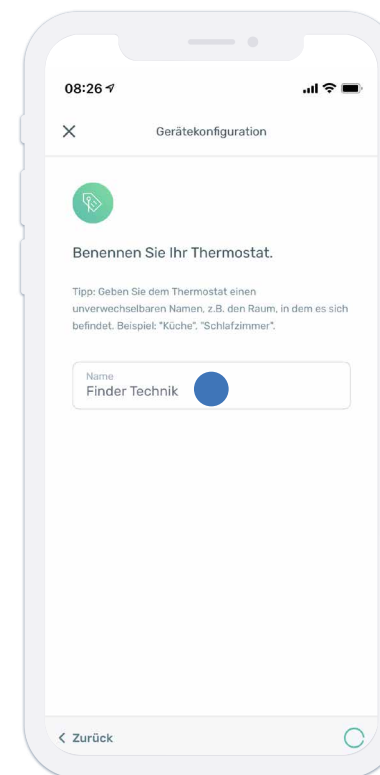 08:26
Gerätekonfiguration
Benennen Sie Ihr Thermostat.
Tipp: Geben Sie dem Thermostat einen
unverwechselbaren Namen, z.B. den Raum, in dem es sich
befindet. Beispiel: "Küche", "Schlafzimmer".
Name
Finder Technik
Zurück